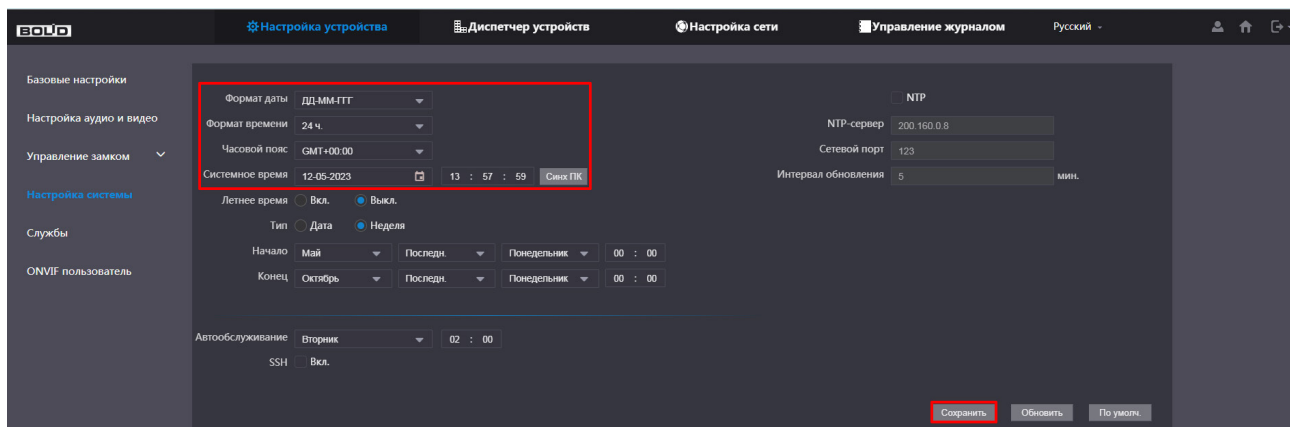 BOLID Настройка устройства Диспетчер устройств Настройка сети Управление журналом Русский
Базовые настройки
Настройка аудио и видео
Управление замком
Настройка системы
Службы
ONVIF пользователь
Формат даты ДД-ММ-ГГГ NTP
Формат времени 24 ч. NTP-сервер 200.160.0.8
Часовой пояс GMT+00:00 Сетевой порт 123
Системное время 12-05-2023 13 : 57 : 59 Синх ПК Интервал обновления 5 мин.
Летнее время Вкл. Выкл.
Тип Дата Неделя
Начало Май Последн. Понедельник 00 : 00
Конец Октябрь Последн. Понедельник 00 : 00
Автообслуживание Вторник 02 : 00
SSH Вкл.
Сохранить Обновить По умолч.